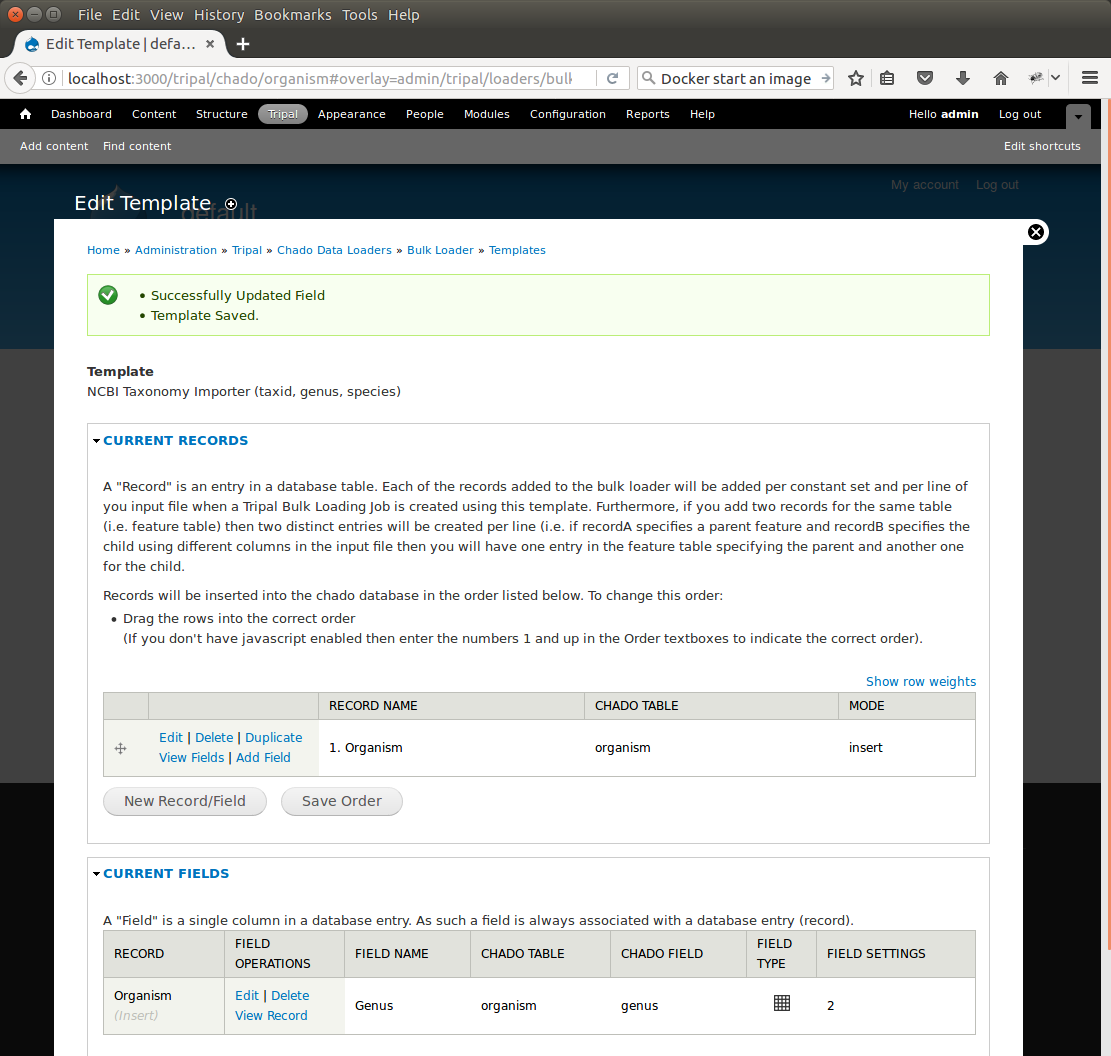 File Edit View History Bookmarks Tools Help
Edit Template | defa...
localhost:3000/tripal/chado/organism#overlay=admin/tripal/loaders/bulk
Docker start an image
Dashboard Content Structure Tripal Appearance People Modules Configuration Reports Help Hello admin Log out
Add content Find content Edit shortcuts
My account Log out
Edit Template
default
Home » Administration » Tripal » Chado Data Loaders » Bulk Loader » Templates
• Successfully Updated Field
• Template Saved.
Template
NCBI Taxonomy Importer (taxid, genus, species)
CURRENT RECORDS
A "Record" is an entry in a database table. Each of the records added to the bulk loader will be added per constant set and per line of
you input file when a Tripal Bulk Loading Job is created using this template. Furthermore, if you add two records for the same table
(i.e. feature table) then two distinct entries will be created per line (i.e. if recordA specifies a parent feature and recordB specifies the
child using different columns in the input file then you will have one entry in the feature table specifying the parent and another one
for the child.
Records will be inserted into the chado database in the order listed below. To change this order:
• Drag the rows into the correct order
(If you don't have javascript enabled then enter the numbers 1 and up in the Order textboxes to indicate the correct order).
Show row weights
RECORD NAME CHADO TABLE MODE
Edit | Delete | Duplicate
View Fields | Add Field
1. Organism organism insert
New Record/Field Save Order
CURRENT FIELDS
A "Field" is a single column in a database entry. As such a field is always associated with a database entry (record).
RECORD FIELD OPERATIONS FIELD NAME CHADO TABLE CHADO FIELD FIELD TYPE FIELD SETTINGS
Organism
(Insert)
Edit | Delete
View Record
Genus organism genus 2